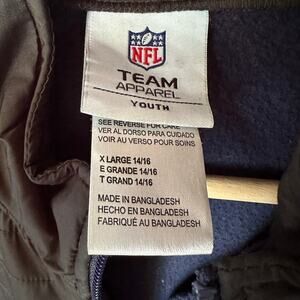 NFL
TEAM
APPAREL
YOUTH
SEE REVERSE FOR CARE
VER AL DORSO PARA CUIDADO
VOIR AU VERSO POUR SOINS
X LARGE 14/16
E GRANDE 14/16
T GRAND 14/16
MADE IN BANGLADESH
HECHO EN BANGLADESH
FABRIQUÉ AU BANGLADESH